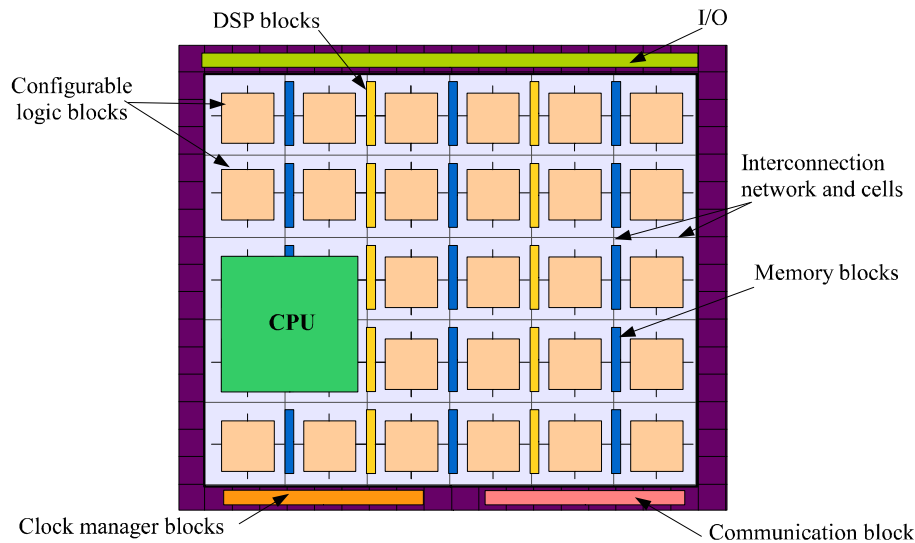 DSP blocks
I/O
Configurable
logic blocks
Interconnection
network and cells
Memory blocks
CPU
Clock manager blocks
Communication block